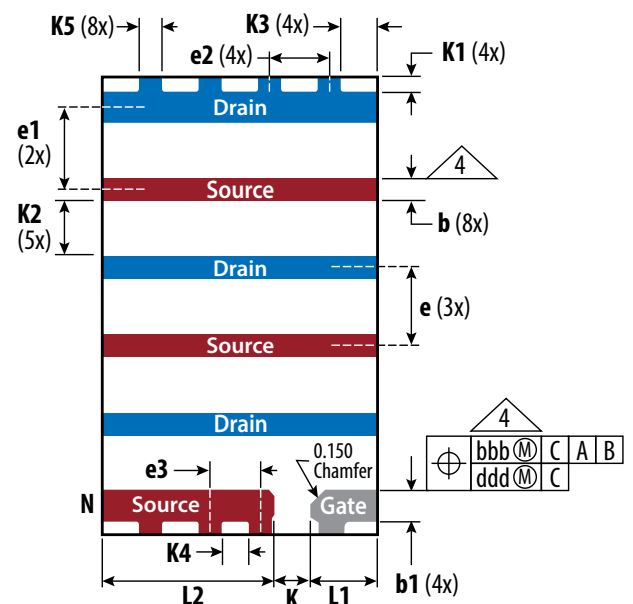 K5 (8x)
K3 (4x)
e2 (4x)
K1 (4x)
Drain
e1
(2x)
4
Source
K2
(5x)
b (8x)
Drain
e (3x)
Source
4
Drain
bbb Ⓜ C A B
ddd Ⓜ C
0.150
Chamfer
e3
N
Source
Gate
K4
b1 (4x)
L2
K
L1